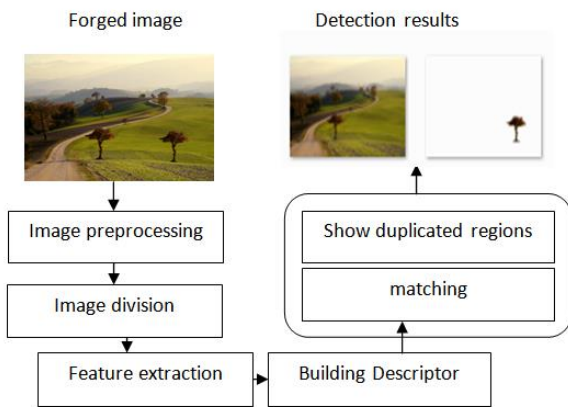 Forged image
Detection results
Image preprocessing
Image division
Feature extraction
Building Descriptor
matching
Show duplicated regions